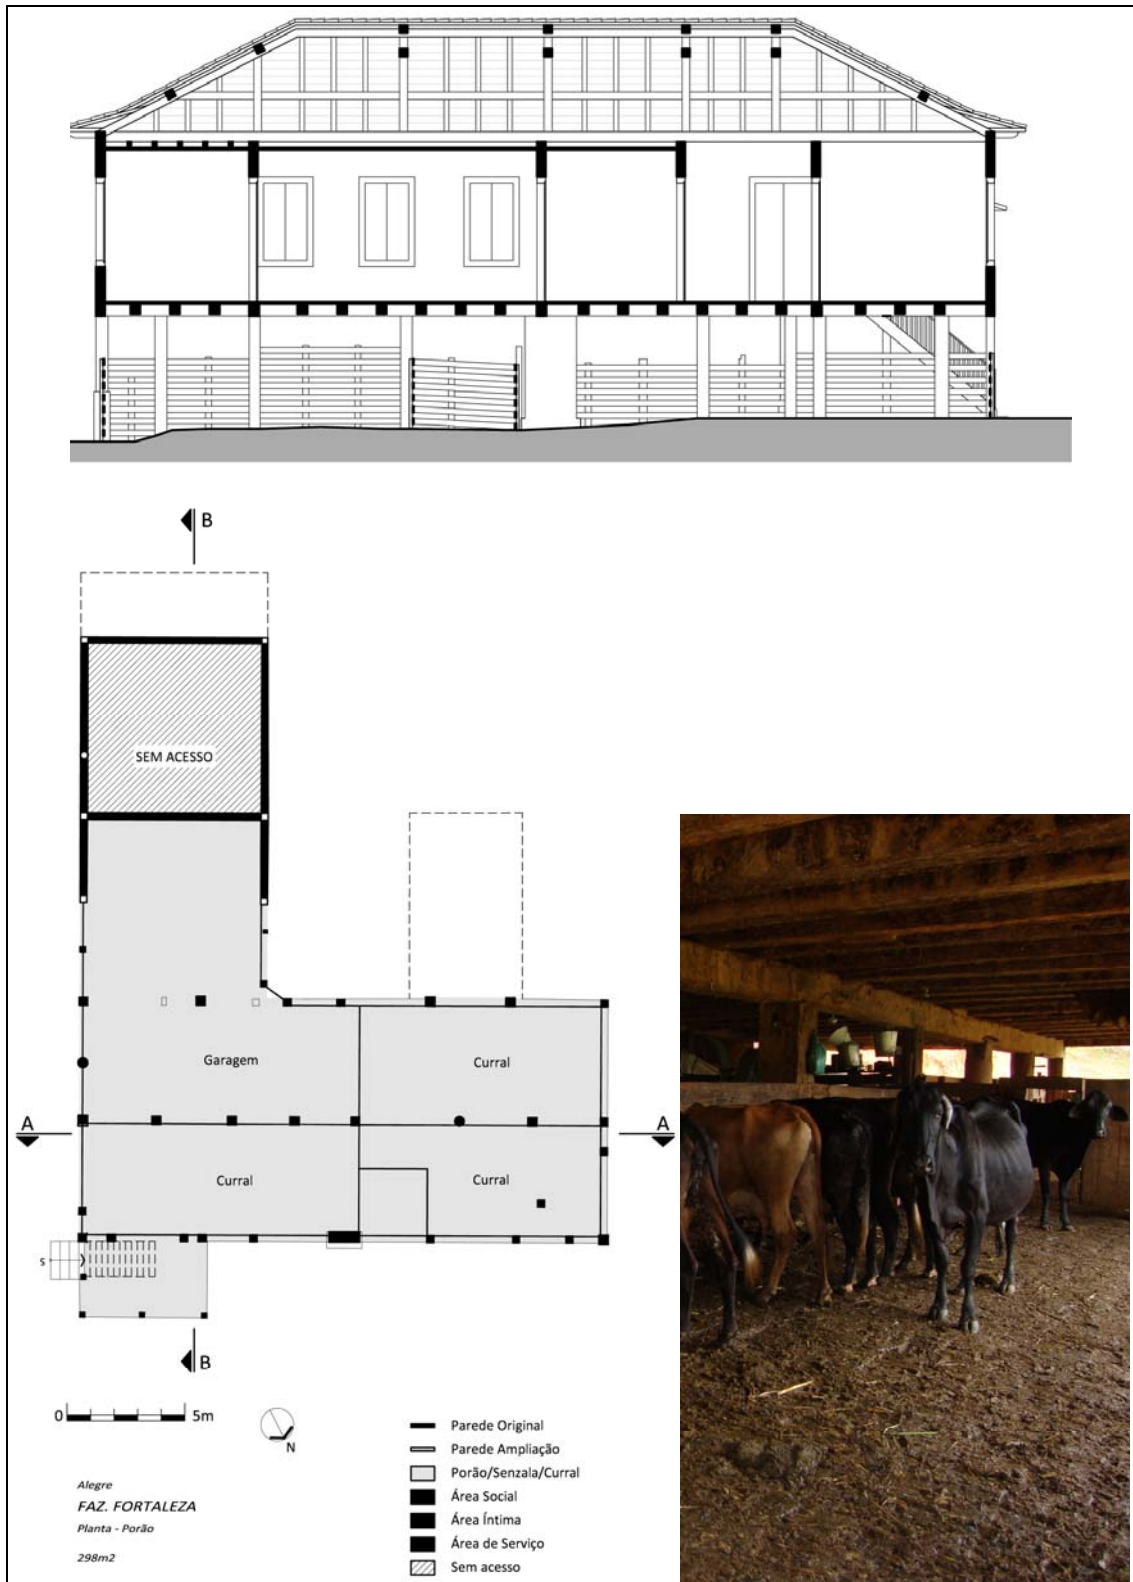 B
SEM ACESSO
Garagem
Curral
A
A
Curral
Curral
s
B
0
5m
N
Parede Original
Parede Ampliação
Porão/Senzala/Curral
Área Social
Área Íntima
Área de Serviço
Sem acesso
Alegre
FAZ. FORTALEZA
Planta - Porão
298m2